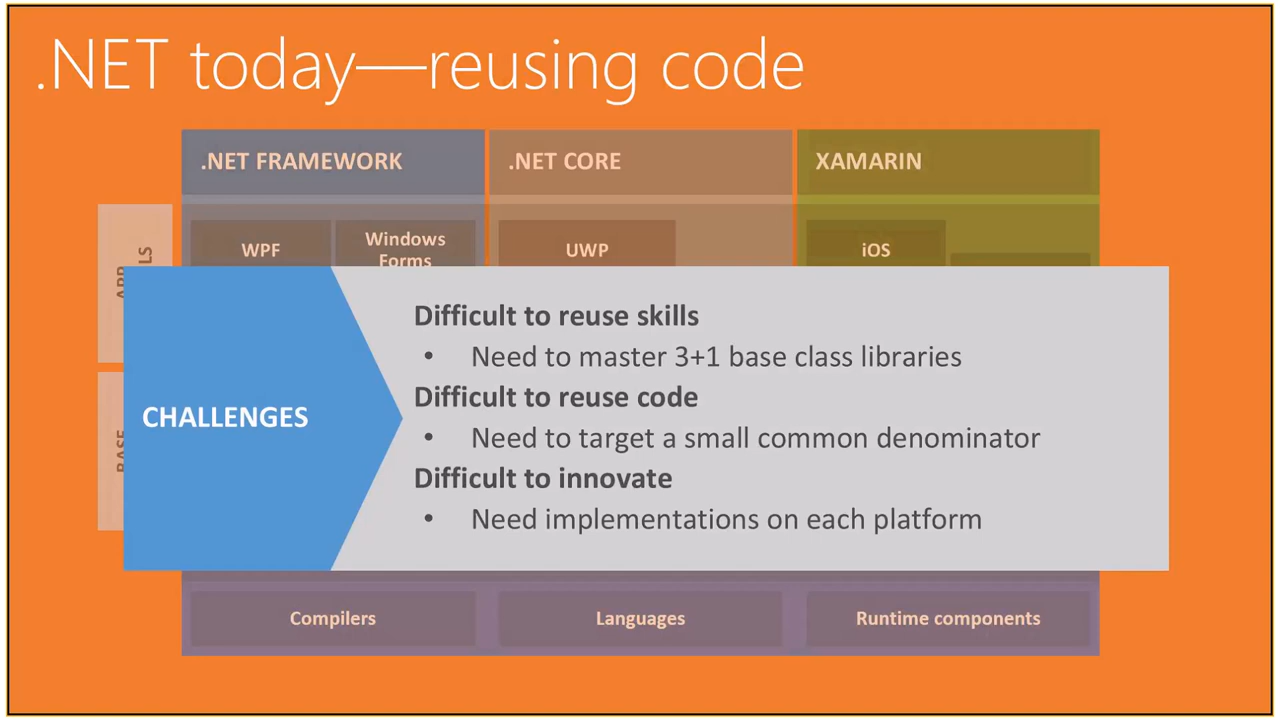 .NET today—reusing code
.NET FRAMEWORK
.NET CORE
XAMARIN
WPF
Windows
Forms
UWP
iOS
CHALLENGES
Difficult to reuse skills
• Need to master 3+1 base class libraries
Difficult to reuse code
• Need to target a small common denominator
Difficult to innovate
• Need implementations on each platform
Compilers
Languages
Runtime components